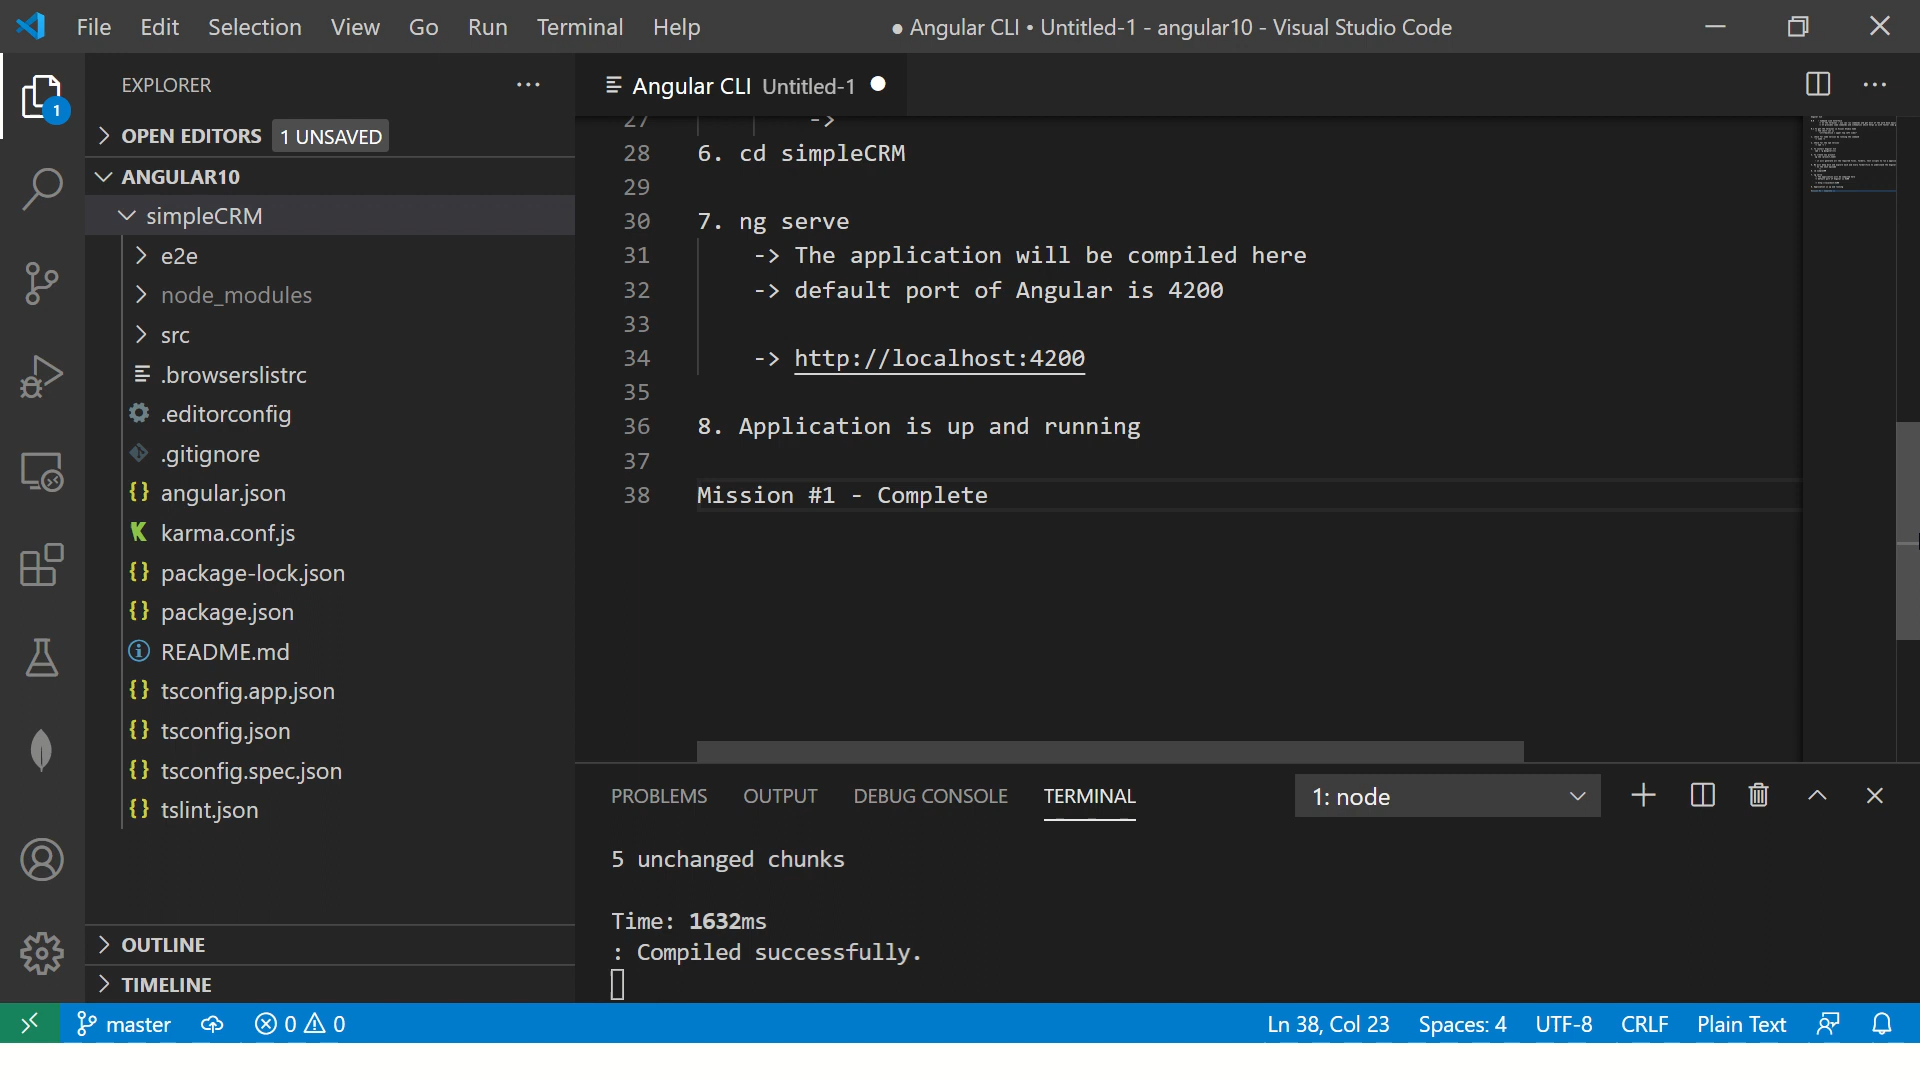 File Edit Selection View Go Run Terminal Help ● Angular CLI • Untitled-1 - angular10 - Visual Studio Code
EXPLORER
Angular CLI Untitled-1
1
OPEN EDITORS 1 UNSAVED
ANGULAR10
simpleCRM
e2e
node_modules
src
.browserslistrc
.editorconfig
.gitignore
angular.json
karma.conf.js
package-lock.json
package.json
README.md
tsconfig.app.json
tsconfig.json
tsconfig.spec.json
tslint.json
OUTLINE
TIMELINE
27 ->
28 6. cd simpleCRM
29
30 7. ng serve
31 -> The application will be compiled here
32 -> default port of Angular is 4200
33
34 -> http://localhost:4200
35
36 8. Application is up and running
37
38 Mission #1 - Complete
PROBLEMS OUTPUT DEBUG CONSOLE TERMINAL 1: node
5 unchanged chunks
Time: 1632ms
: Compiled successfully.
master 0 0 Ln 38, Col 23 Spaces: 4 UTF-8 CRLF Plain Text